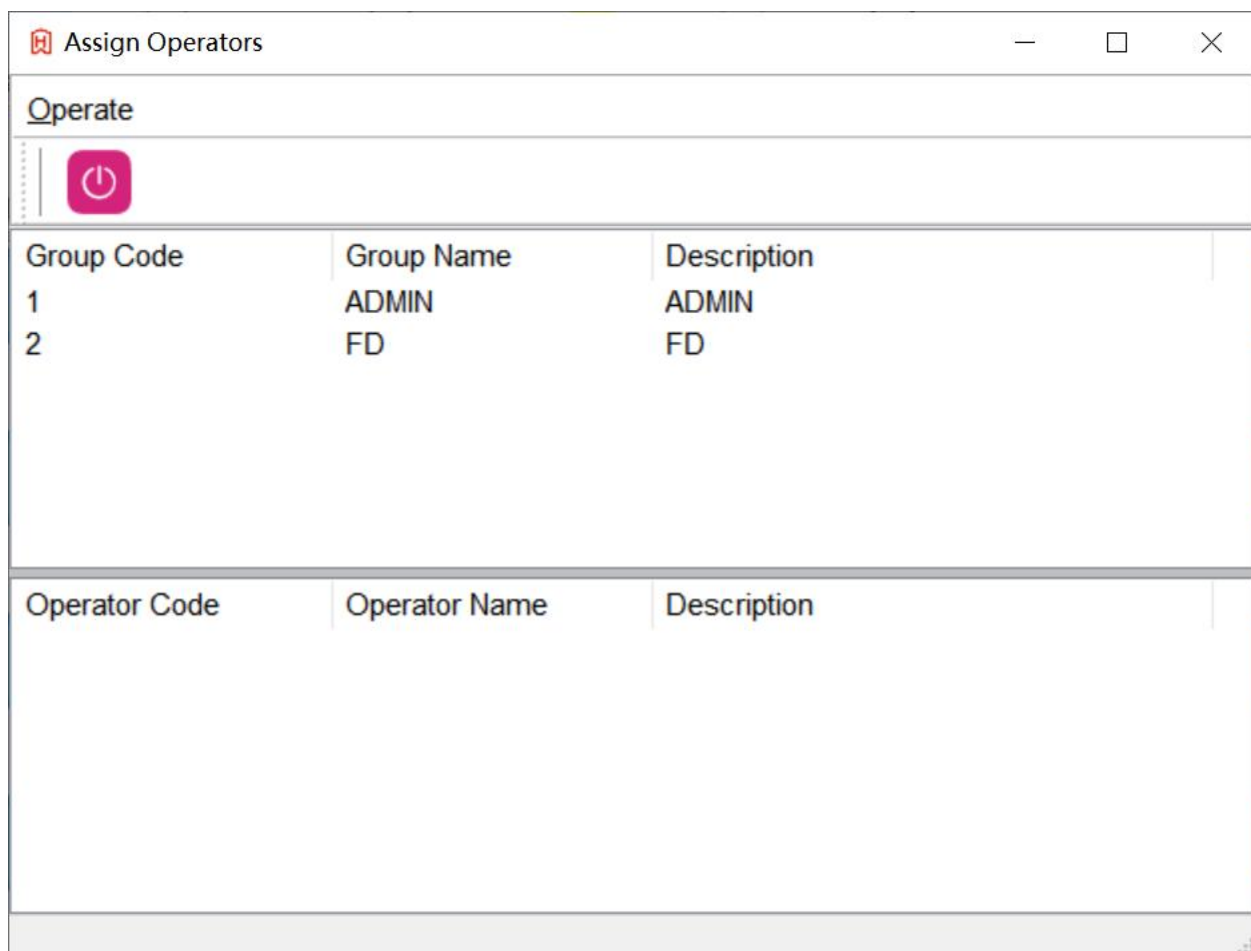 Assign Operators
Operate
Group Code Group Name Description
1 ADMIN ADMIN
2 FD FD
Operator Code Operator Name Description